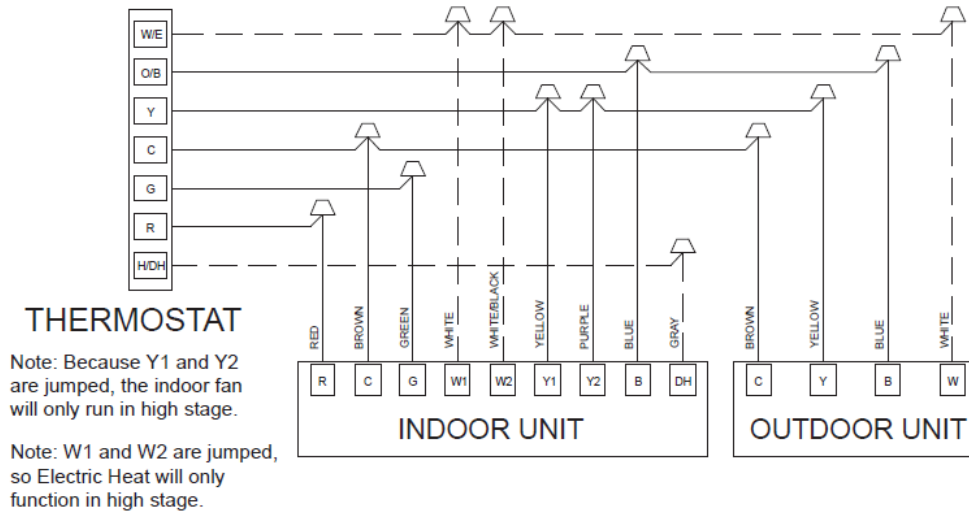 W/E
O/B
Y
C
G
R
H/DH
THERMOSTAT
Note: Because Y1 and Y2
are jumped, the indoor fan
will only run in high stage.
Note: W1 and W2 are jumped,
so Electric Heat will only
function in high stage.
RED
BROWN
GREEN
WHITE
WHITE/BLACK
YELLOW
PURPLE
BLUE
GRAY
BROWN
YELLOW
BLUE
WHITE
R C G W1 W2 Y1 Y2 B DH
INDOOR UNIT
C Y B W
OUTDOOR UNIT